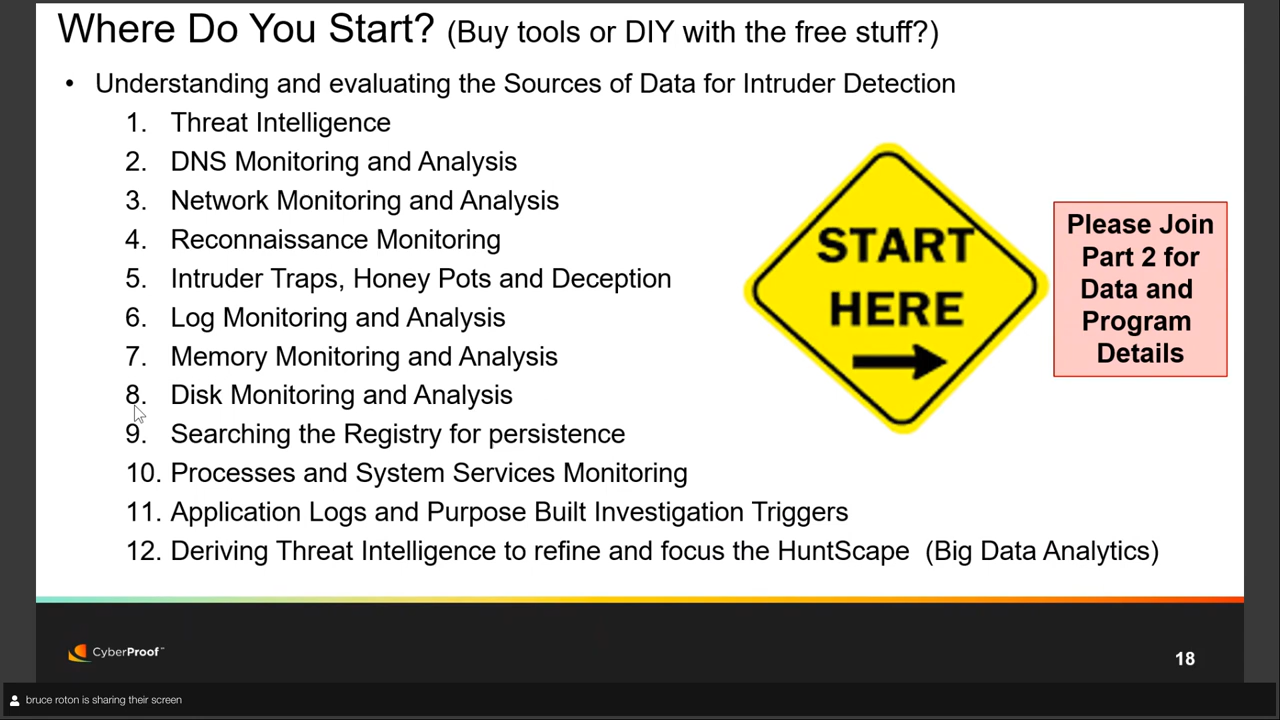 Where Do You Start? (Buy tools or DIY with the free stuff?)
• Understanding and evaluating the Sources of Data for Intruder Detection
1. Threat Intelligence
2. DNS Monitoring and Analysis
3. Network Monitoring and Analysis
4. Reconnaissance Monitoring
5. Intruder Traps, Honey Pots and Deception
6. Log Monitoring and Analysis
7. Memory Monitoring and Analysis
8. Disk Monitoring and Analysis
9. Searching the Registry for persistence
10. Processes and System Services Monitoring
11. Application Logs and Purpose Built Investigation Triggers
12. Deriving Threat Intelligence to refine and focus the HuntScape (Big Data Analytics)
START
HERE
Please Join
Part 2 for
Data and
Program
Details
CyberProof™
18
bruce roton is sharing their screen